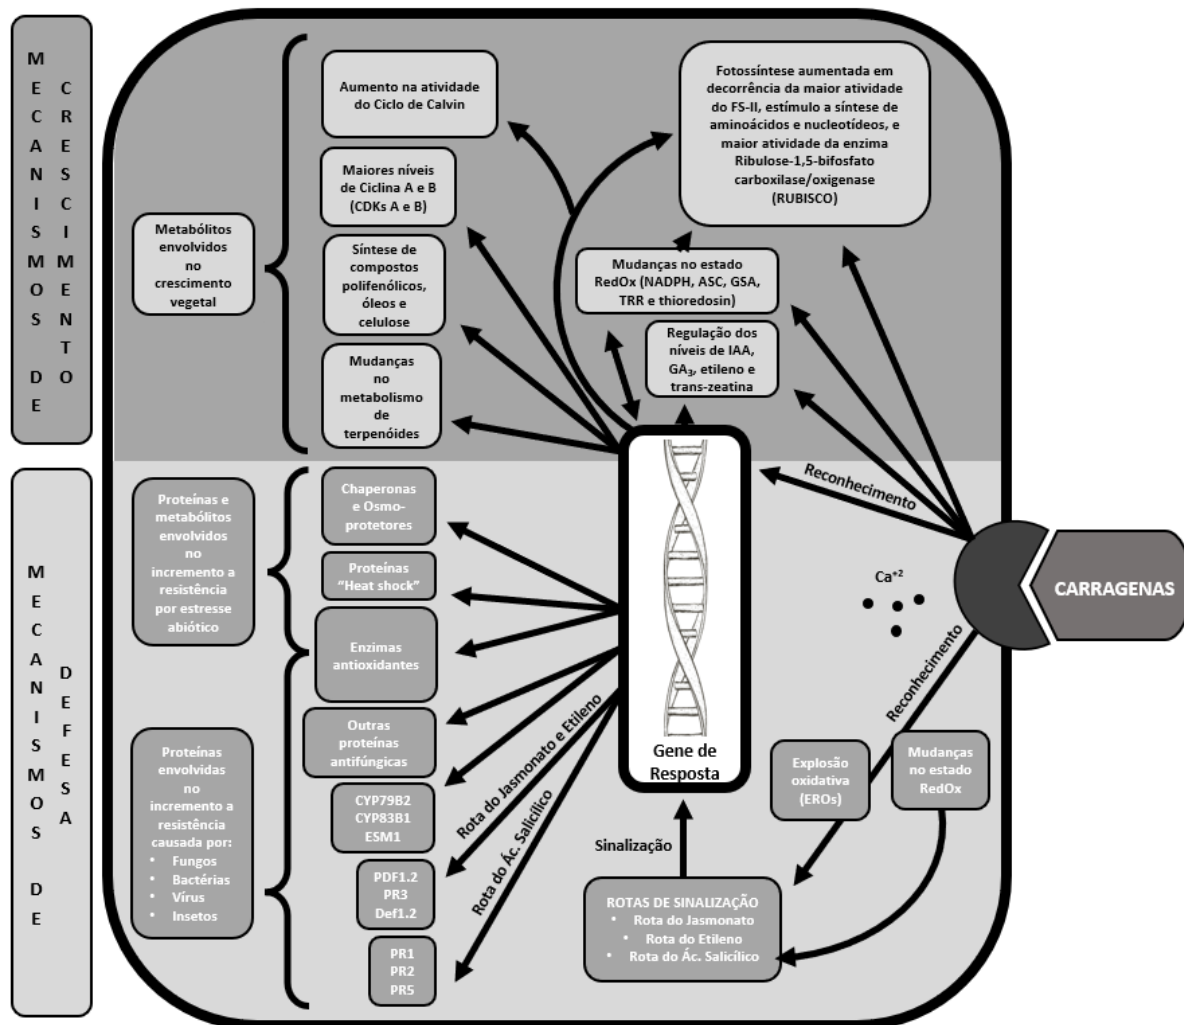 MECANISMOS DE
CRESCIMENTO
Metabólitos
envolvidos
no
crescimento
vegetal
Aumento na atividade
do Ciclo de Calvin
Maiores níveis
de Ciclina A e B
(CDKs A e B)
Síntese de
compostos
polifenólicos,
óleos e
celulose
Mudanças
no
metabolismo
de
terpenóides
Fotossíntese aumentada em
decorrência da maior atividade
do FS-II, estímulo a síntese de
aminoácidos e nucleotídeos, e
maior atividade da enzima
Ribulose-1,5-bifosfato
carboxilase/oxigenase
(RUBISCO)
Mudanças no estado
RedOx (NADPH, ASC, GSA,
TRR e thioredosin)
Regulação dos
níveis de IAA,
GA₃, etileno e
trans-zeatina
MECANISMOS DE
DEFESA
Proteínas e
metabólitos
envolvidos
no
incremento a
resistência
por estresse
abiótico
Chaperonas
e Osmo-
protetores
Proteínas
“Heat shock”
Enzimas
antioxidantes
Outras
proteínas
antifúngicas
CYP79B2
CYP83B1
ESM1
PDF1.2
PR3
Def1.2
PR1
PR2
PR5
Proteínas
envolvidas
no
incremento a
resistência
causada por:
• Fungos
• Bactérias
• Vírus
• Insetos
Rota do Jasmonato e Etileno
Rota do Ác. Salicílico
Gene de
Resposta
Sinalização
ROTAS DE SINALIZAÇÃO
• Rota do Jasmonato
• Rota do Etileno
• Rota do Ác. Salicílico
Explosão
oxidativa
(EROs)
Mudanças
no estado
RedOx
Reconhecimento
Reconhecimento
Ca⁺²
CARRAGENAS